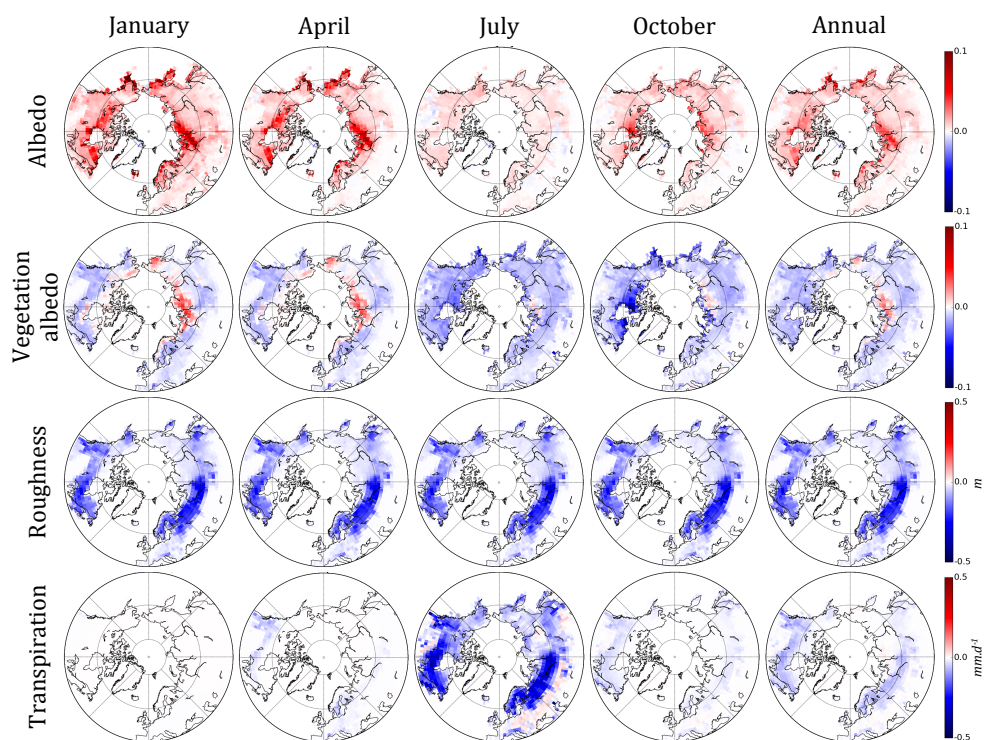 January April July October Annual
Albedo
0.1
0.0
-0.1
Vegetation
albedo
0.1
0.0
-0.1
Roughness
0.5
0.0
-0.5
m
Transpiration
0.5
0.0
-0.5
mm.d⁻¹